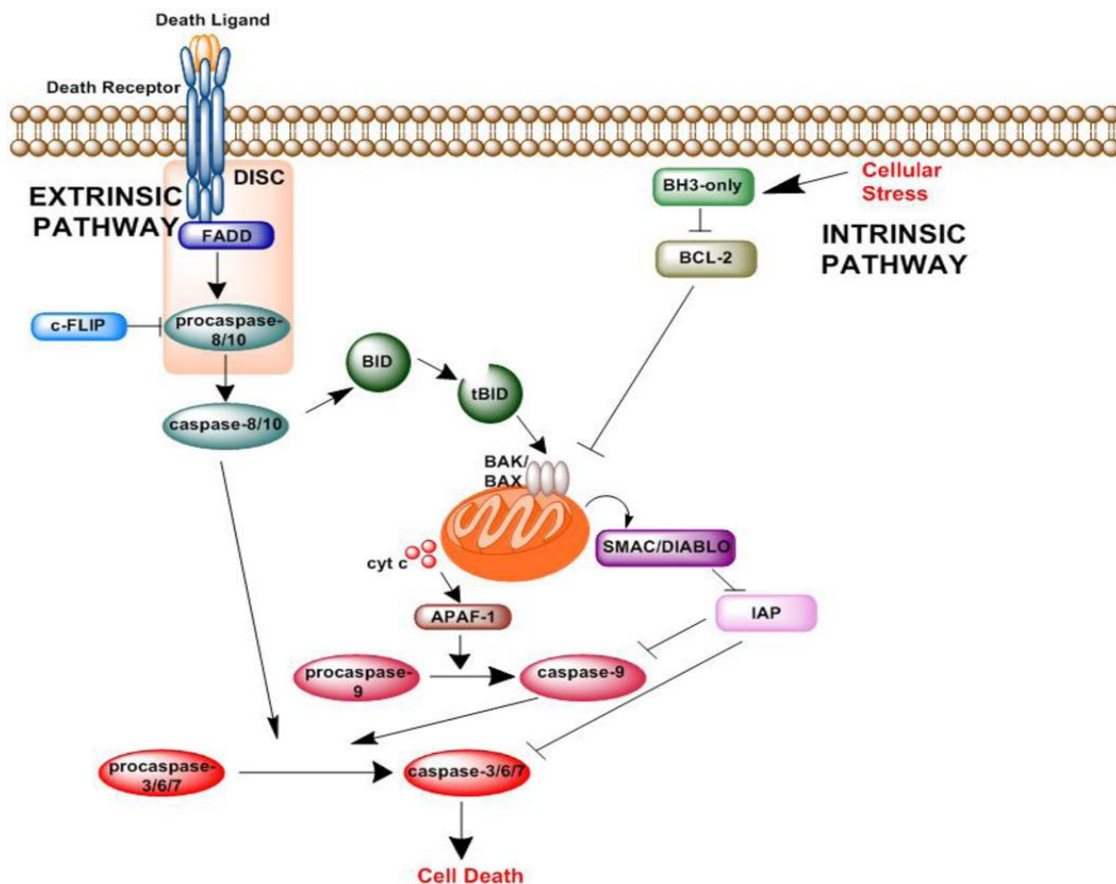 Death Ligand
Death Receptor
EXTRINSIC
PATHWAY
DISC
FADD
c-FLIP
procaspase-
8/10
caspase-8/10
BID
tBID
BH3-only
Cellular
Stress
BCL-2
INTRINSIC
PATHWAY
BAK/
BAX
SMAC/DIABLO
cyt c
IAP
APAF-1
procaspase-
9
caspase-9
procaspase-
3/6/7
caspase-3/6/7
Cell Death